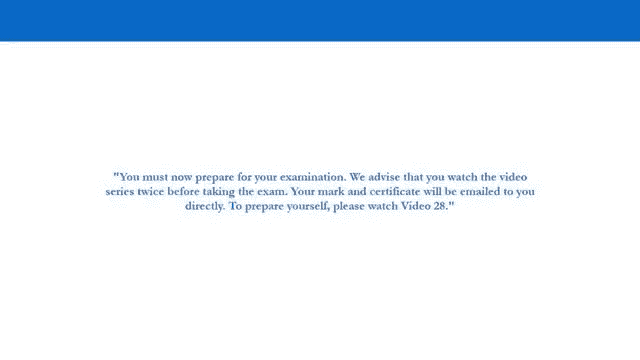 "You must now prepare for your examination. We advise that you watch the video
series twice before taking the exam. Your mark and certificate will be emailed to you
directly. To prepare yourself, please watch Video 28."